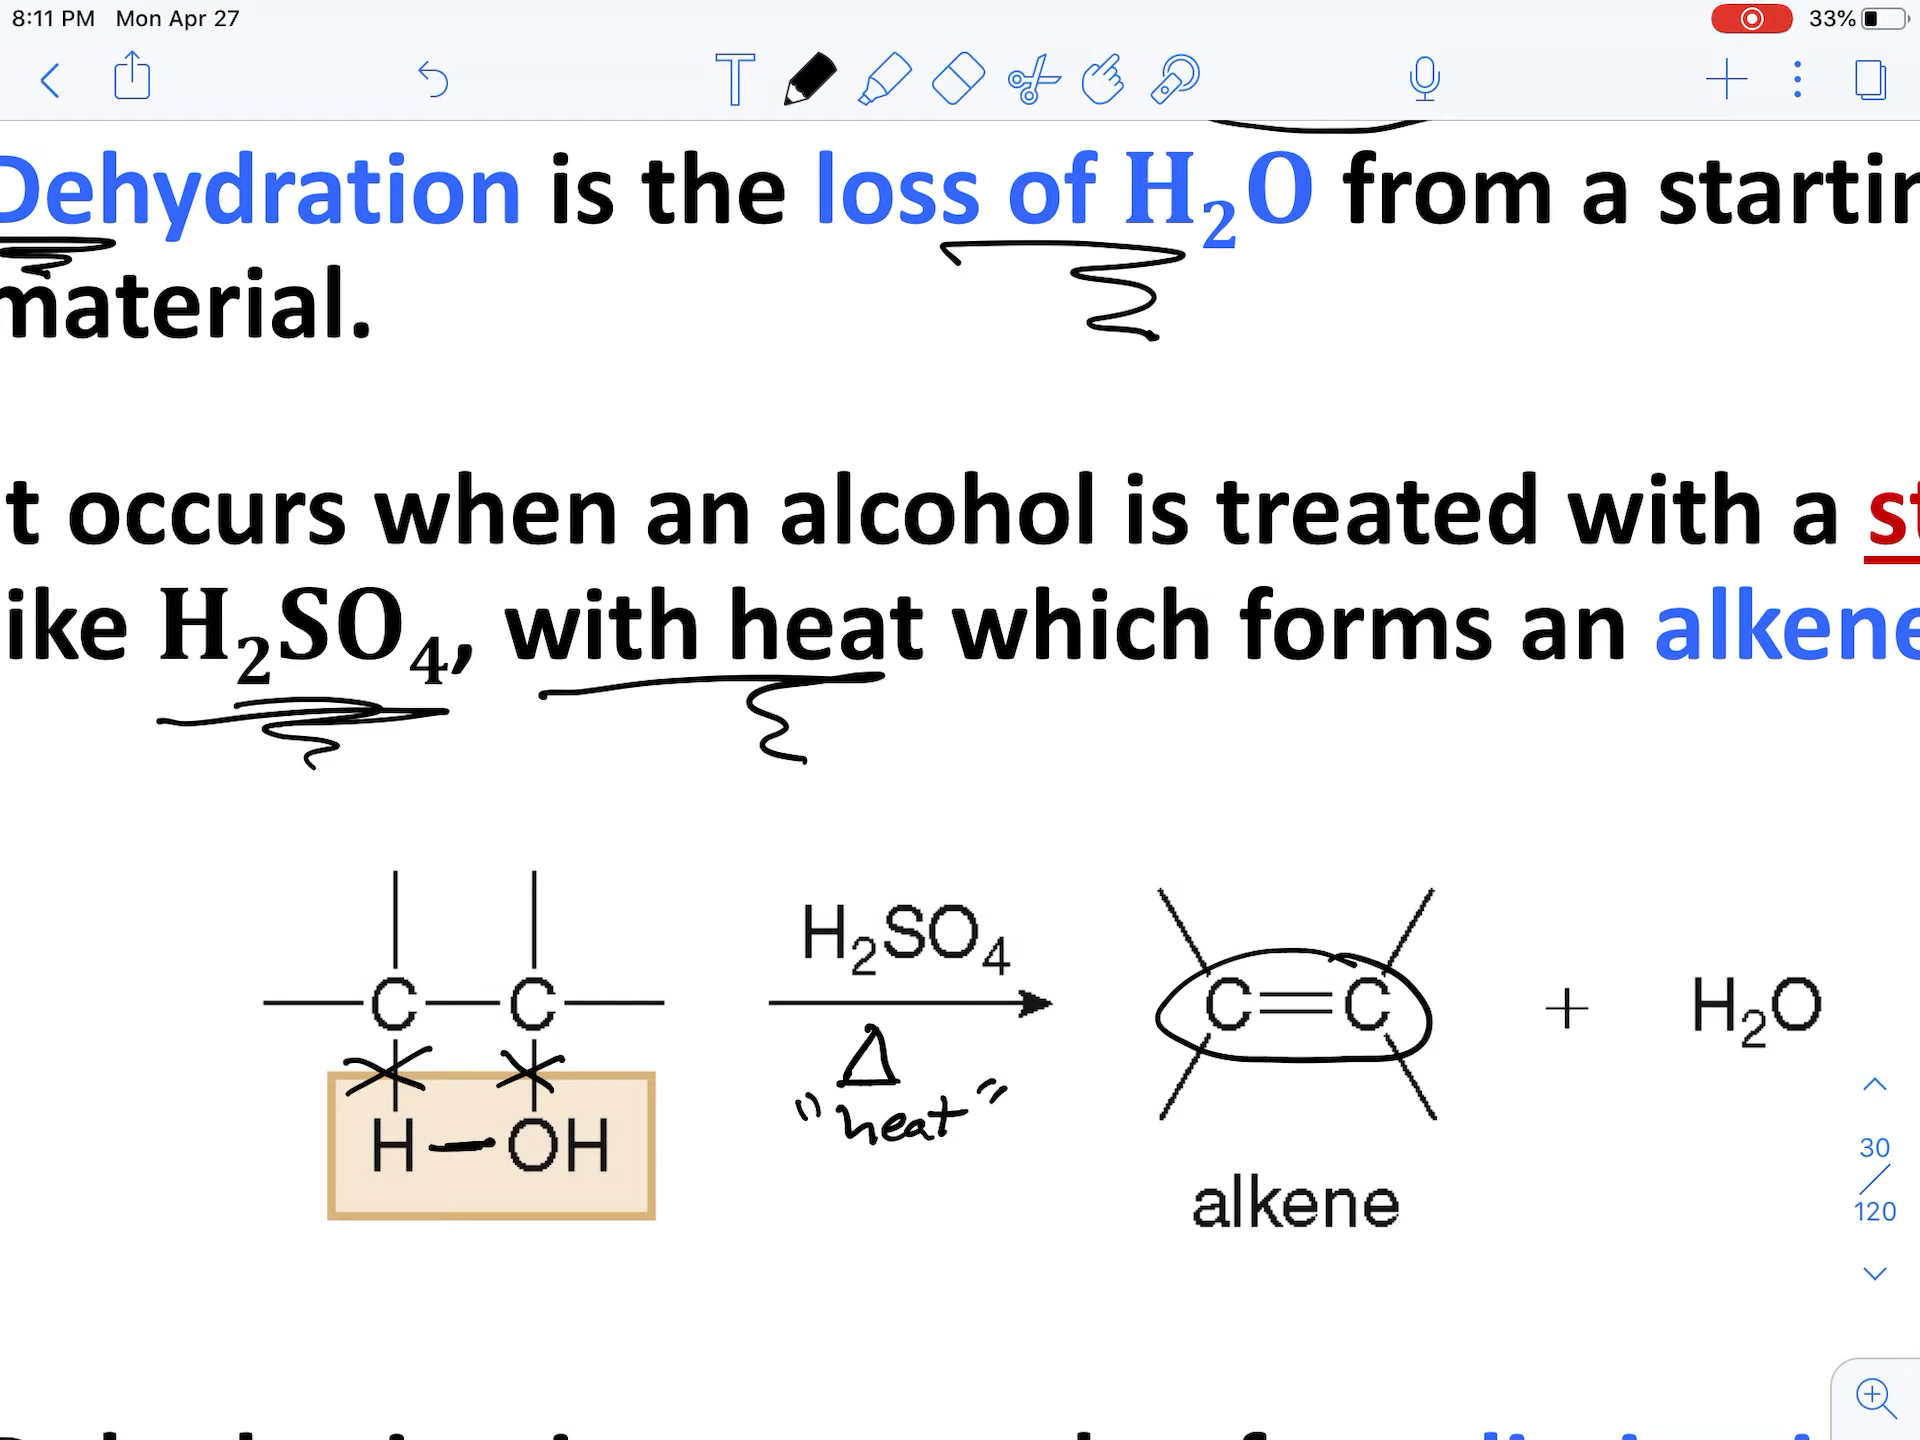 8:11 PM Mon Apr 27 33%
T
Dehydration is the loss of H₂O from a startin
material.
t occurs when an alcohol is treated with a st
ike H₂SO₄, with heat which forms an alkene
H₂SO₄
C C C=C + H₂O
Δ
"heat"
H — OH
30
/
120
alkene